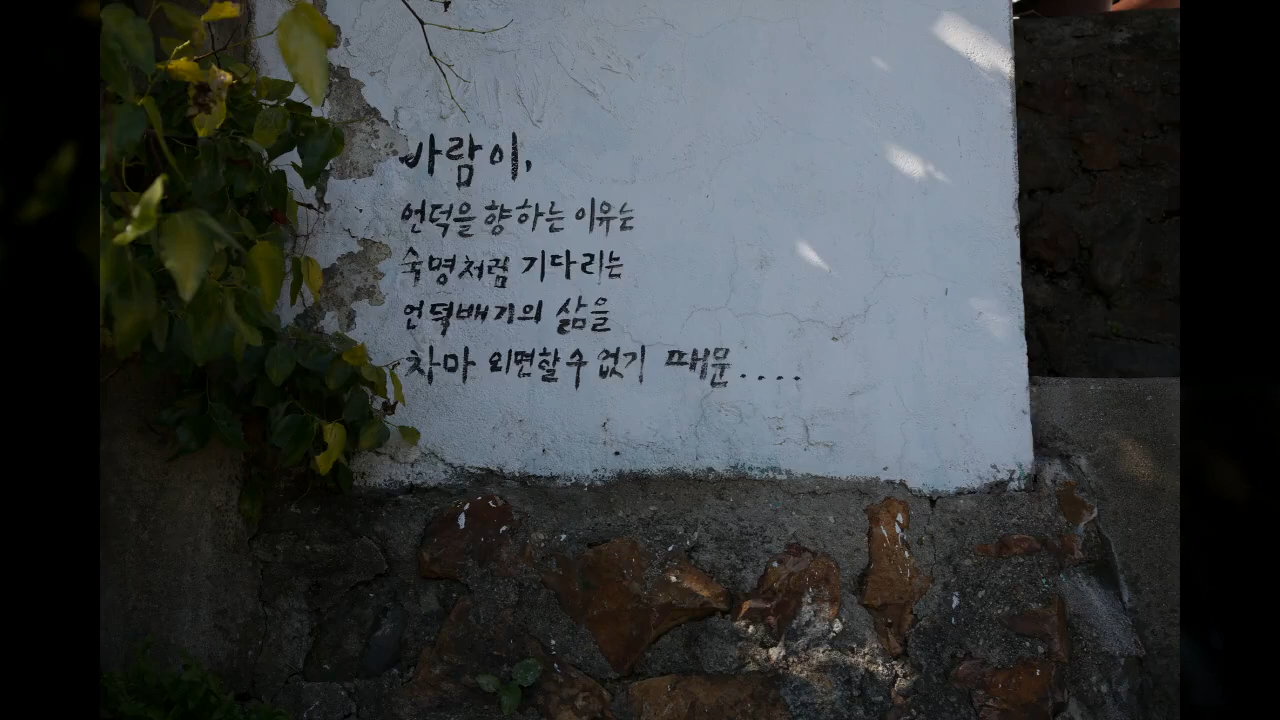 바람이,
언덕을 향하는 이유는
숙명처럼 기다리는
언덕배기의 삶을
차마 외면할 수 없기 때문....